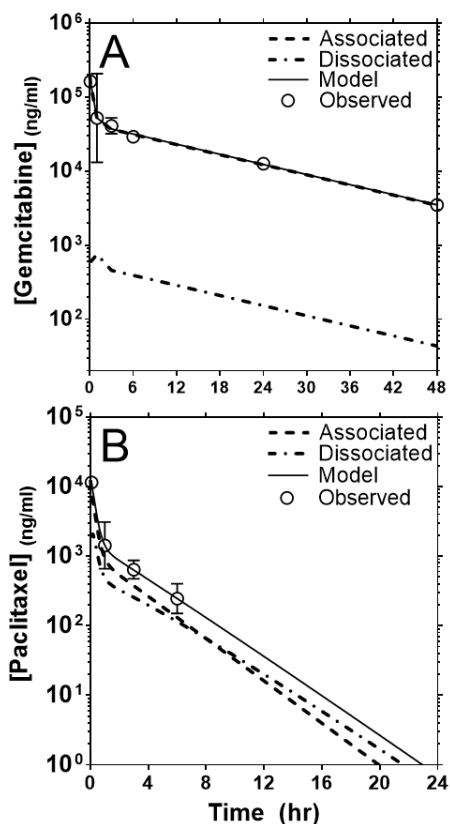 A
Associated
Dissociated
Model
Observed
[Gemcitabine] (ng/ml)
10⁶
10⁵
10⁴
10³
10²
0 6 12 18 24 30 36 42 48
B
Associated
Dissociated
Model
Observed
[Paclitaxel] (ng/ml)
10⁵
10⁴
10³
10²
10¹
10⁰
0 4 8 12 16 20 24
Time (hr)